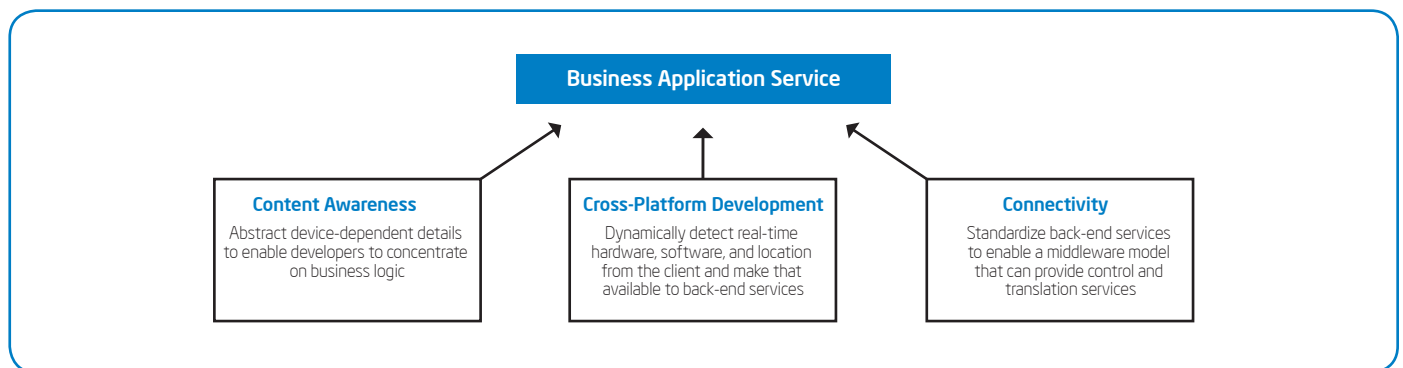 Business Application Service
Content Awareness
Abstract device-dependent details
to enable developers to concentrate
on business logic
Cross-Platform Development
Dynamically detect real-time
hardware, software, and location
from the client and make that
available to back-end services
Connectivity
Standardize back-end services
to enable a middleware model
that can provide control and
translation services